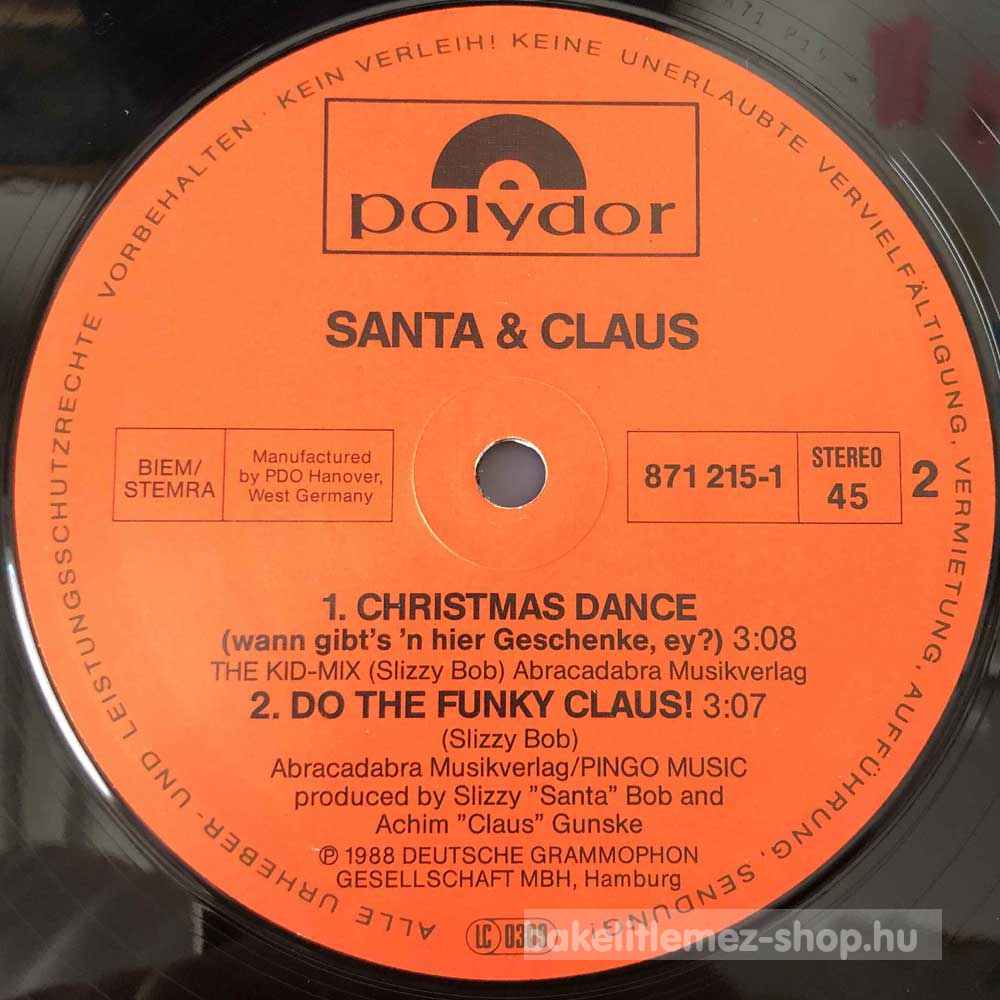 ALLE URHEBER- UND LEISTUNGSSCHUTZRECHTE VORBEHALTEN · KEIN VERLEIH! KEINE UNERLAUBTE VERVIELFÄLTIGUNG, VERMIETUNG, AUFFÜHRUNG, SENDUNG!
polydor
SANTA & CLAUS
BIEM/
STEMRA
Manufactured
by PDO Hanover,
West Germany
871 215-1
STEREO
45
2
1. CHRISTMAS DANCE
(wann gibt's 'n hier Geschenke, ey?) 3:08
THE KID-MIX (Slizzy Bob) Abracadabra Musikverlag
2. DO THE FUNKY CLAUS! 3:07
(Slizzy Bob)
Abracadabra Musikverlag/PINGO MUSIC
produced by Slizzy "Santa" Bob and
Achim "Claus" Gunske
℗ 1988 DEUTSCHE GRAMMOPHON
GESELLSCHAFT MBH, Hamburg
LC 0309
bakelitlemez-shop.hu